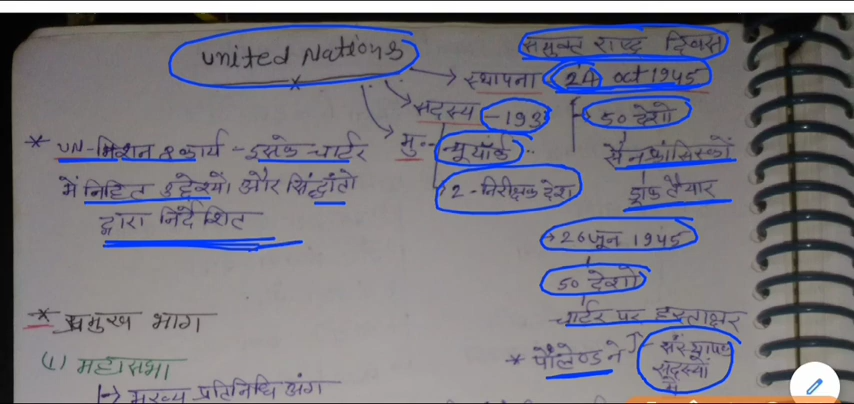 United Nations
संयुक्त राष्ट्र दिवस
→ स्थापना 24 oct 1945
→ सदस्य - 193
→ मु. - न्यूयॉर्क
2 - निरीक्षक देश
50 देशो
सैन फ्रांसिस्को
ड्राफ्ट तैयार
→ 26 जून 1945
50 देशो
चार्टर पर हस्ताक्षर
* पौलेण्ड ने - संस्थापक
सदस्यों
में
* UN-मिशन & कार्य - इसके चार्टर
में निहित उद्देश्यों और सिद्धांतो
द्वारा निर्देशित
* प्रमुख भाग
(1) महासभा
↳ मुख्य प्रतिनिधि अंग